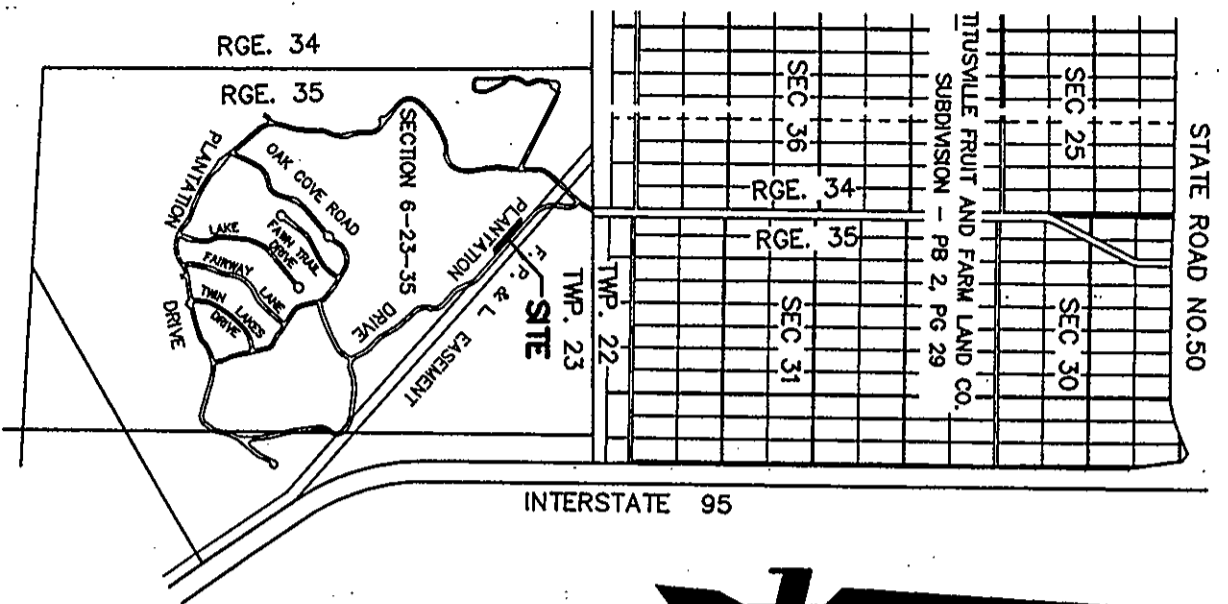 RGE. 34
RGE. 35
SECTION 6-23-35
PLANTATION
OAK COVE ROAD
FAWN TRAIL
LAKE
DRIVE
FAIRWAY
LANE
TWIN LAKES
DRIVE
DRIVE
PLANTATION
DRIVE
F. P. & L EASEMENT
SITE
TWP. 22
TWP. 23
SEC 36
SEC 25
TITUSVILLE FRUIT AND FARM LAND CO.
SUBDIVISION - PB 2, PG 29
RGE. 34
RGE. 35
SEC 31
SEC 30
STATE ROAD NO.50
INTERSTATE 95